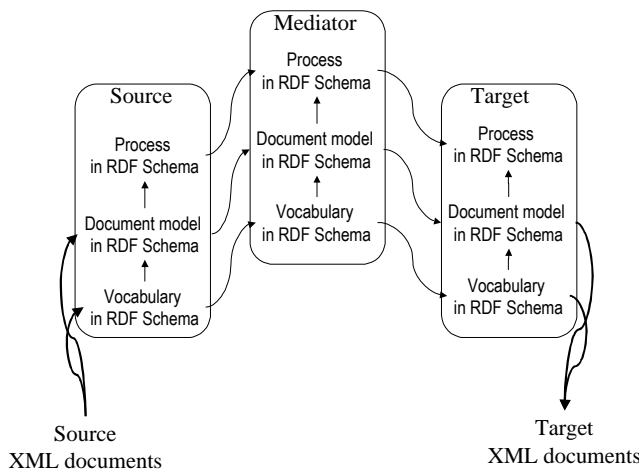 Mediator
Process
in RDF Schema
Document model
in RDF Schema
Vocabulary
in RDF Schema
Source
Process
in RDF Schema
Document model
in RDF Schema
Vocabulary
in RDF Schema
Target
Process
in RDF Schema
Document model
in RDF Schema
Vocabulary
in RDF Schema
Source
XML documents
Target
XML documents